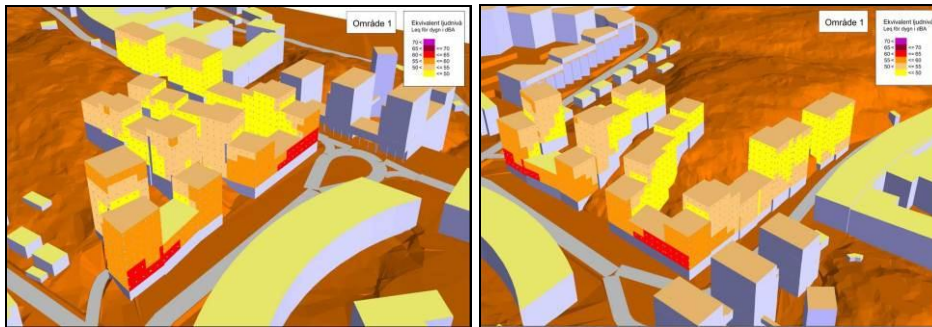 Område 1
Ekvivalent ljudnivå
Leq för dygn i dBA
70 <
65 < <= 70
60 < <= 65
55 < <= 60
50 < <= 55
<= 50
Område 1
Ekvivalent ljudnivå
Leq för dygn i dBA
70 <
65 < <= 70
60 < <= 65
55 < <= 60
50 < <= 55
<= 50